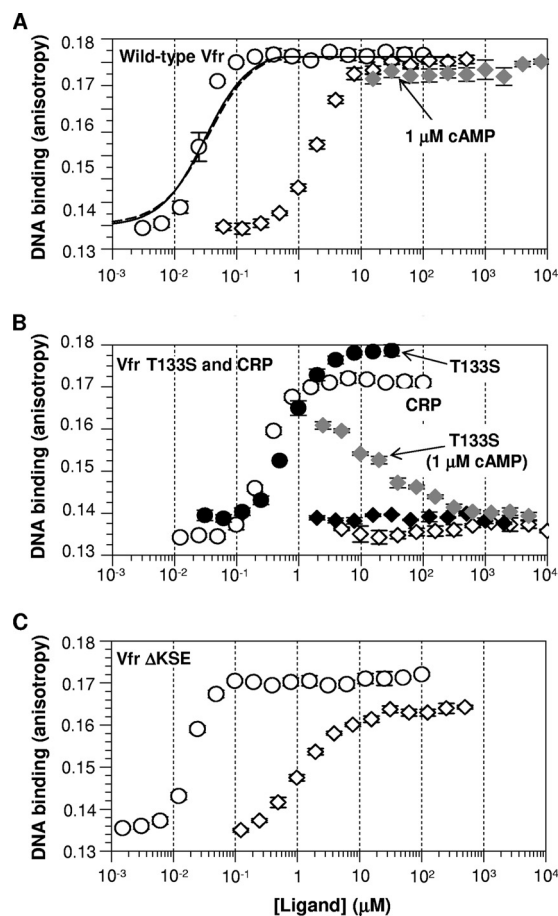 A
DNA binding (anisotropy)
0.18
0.17
0.16
0.15
0.14
0.13
Wild-type Vfr
1 μM cAMP
10-3 10-2 10-1 1 10 102 103 104
B
DNA binding (anisotropy)
0.18
0.17
0.16
0.15
0.14
0.13
Vfr T133S and CRP
T133S
CRP
T133S
(1 μM cAMP)
10-3 10-2 10-1 1 10 102 103 104
C
DNA binding (anisotropy)
0.18
0.17
0.16
0.15
0.14
0.13
Vfr ΔKSE
10-3 10-2 10-1 1 10 102 103 104
[Ligand] (μM)